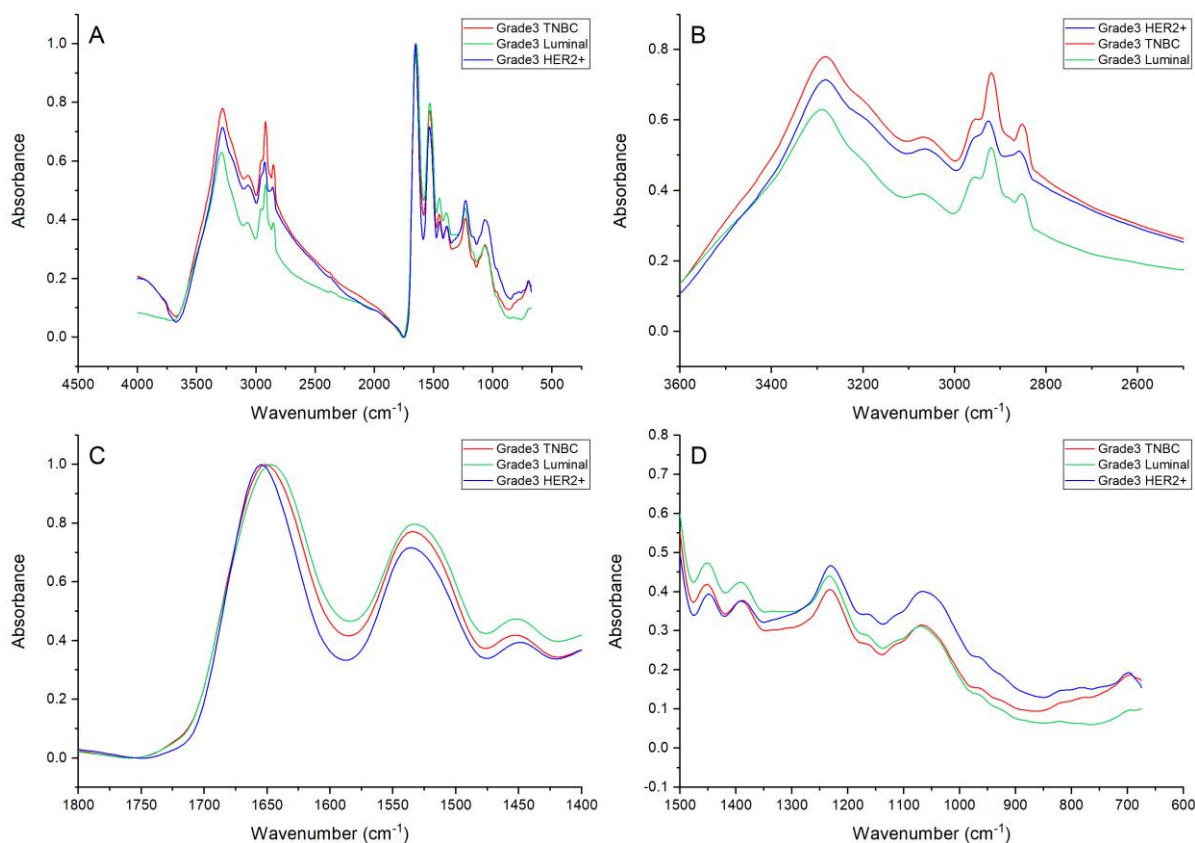 A
Grade3 TNBC
Grade3 Luminal
Grade3 HER2+
Absorbance
1.0
0.8
0.6
0.4
0.2
0.0
4500 4000 3500 3000 2500 2000 1500 1000 500
Wavenumber (cm-1)
B
Grade3 HER2+
Grade3 TNBC
Grade3 Luminal
Absorbance
0.8
0.6
0.4
0.2
0.0
3600 3400 3200 3000 2800 2600
Wavenumber (cm-1)
C
Grade3 TNBC
Grade3 Luminal
Grade3 HER2+
Absorbance
1.0
0.8
0.6
0.4
0.2
0.0
1800 1750 1700 1650 1600 1550 1500 1450 1400
Wavenumber (cm-1)
D
Grade3 TNBC
Grade3 Luminal
Grade3 HER2+
Absorbance
0.8
0.7
0.6
0.5
0.4
0.3
0.2
0.1
0.0
-0.1
1500 1400 1300 1200 1100 1000 900 800 700 600
Wavenumber (cm-1)